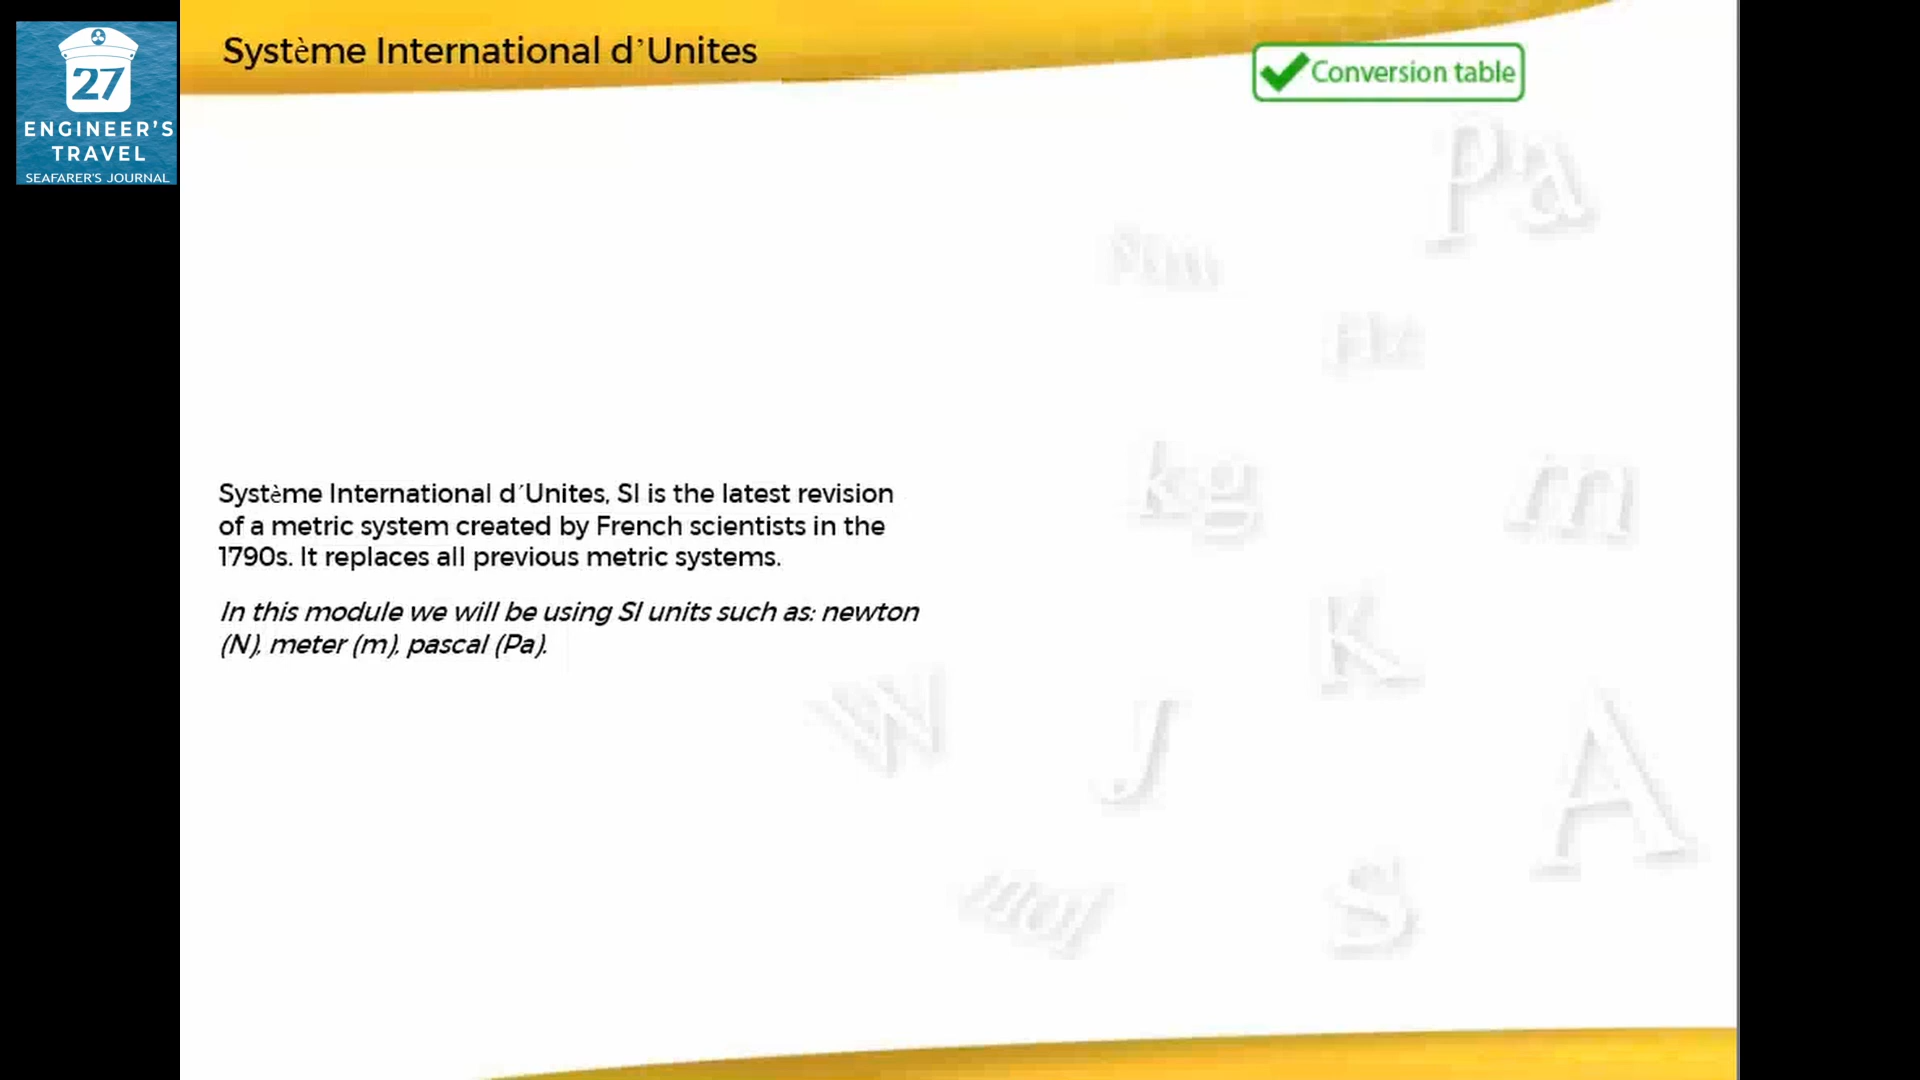 27
ENGINEER'S
TRAVEL
SEAFARER'S JOURNAL
Système International d’Unites
Conversion table
Pa
kg
m
Système International d´Unites, SI is the latest revision
of a metric system created by French scientists in the
1790s. It replaces all previous metric systems.
In this module we will be using SI units such as: newton
(N), meter (m), pascal (Pa).
K
W
J
A
mol
S